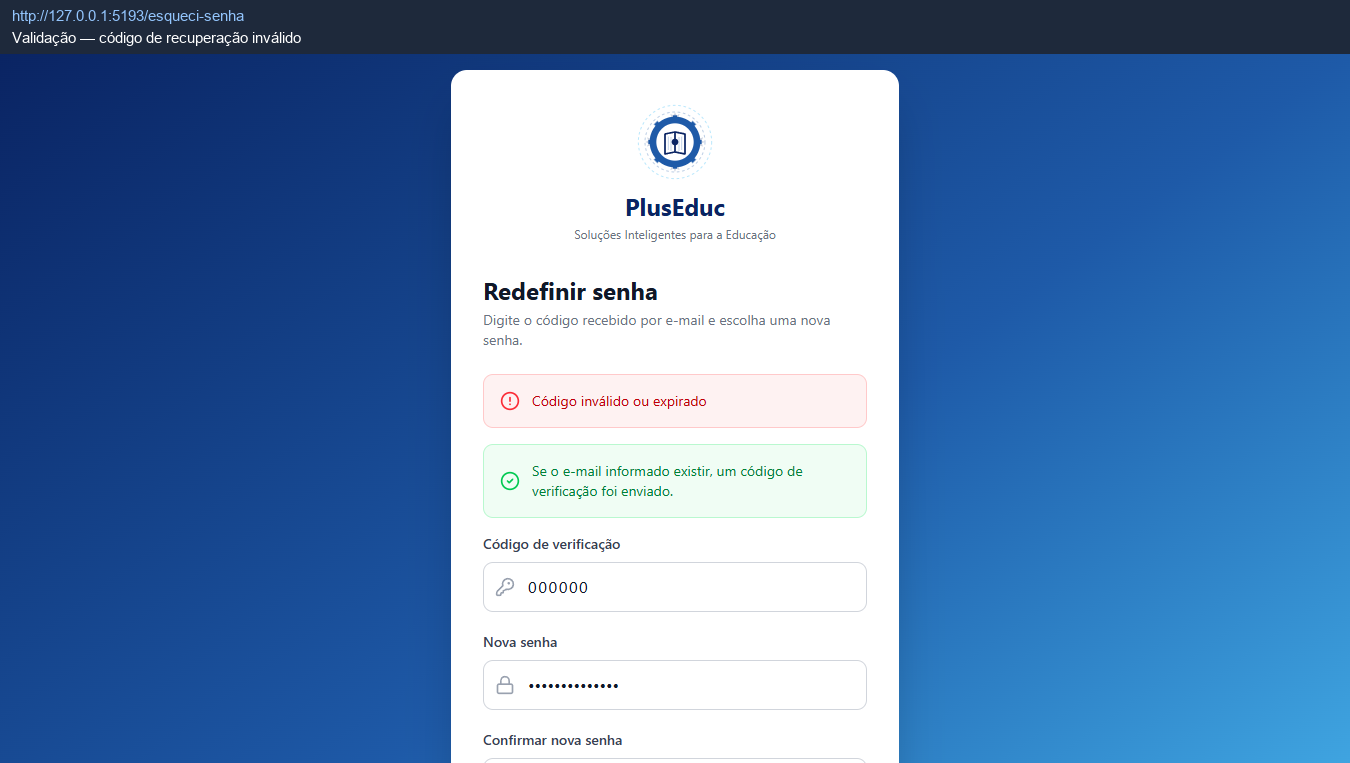 http://127.0.0.1:5193/esqueci-senha
Validação — código de recuperação inválido
PlusEduc
Soluções Inteligentes para a Educação
Redefinir senha
Digite o código recebido por e-mail e escolha uma nova
senha.
Código inválido ou expirado
Se o e-mail informado existir, um código de
verificação foi enviado.
Código de verificação
000000
Nova senha
••••••••••••••
Confirmar nova senha